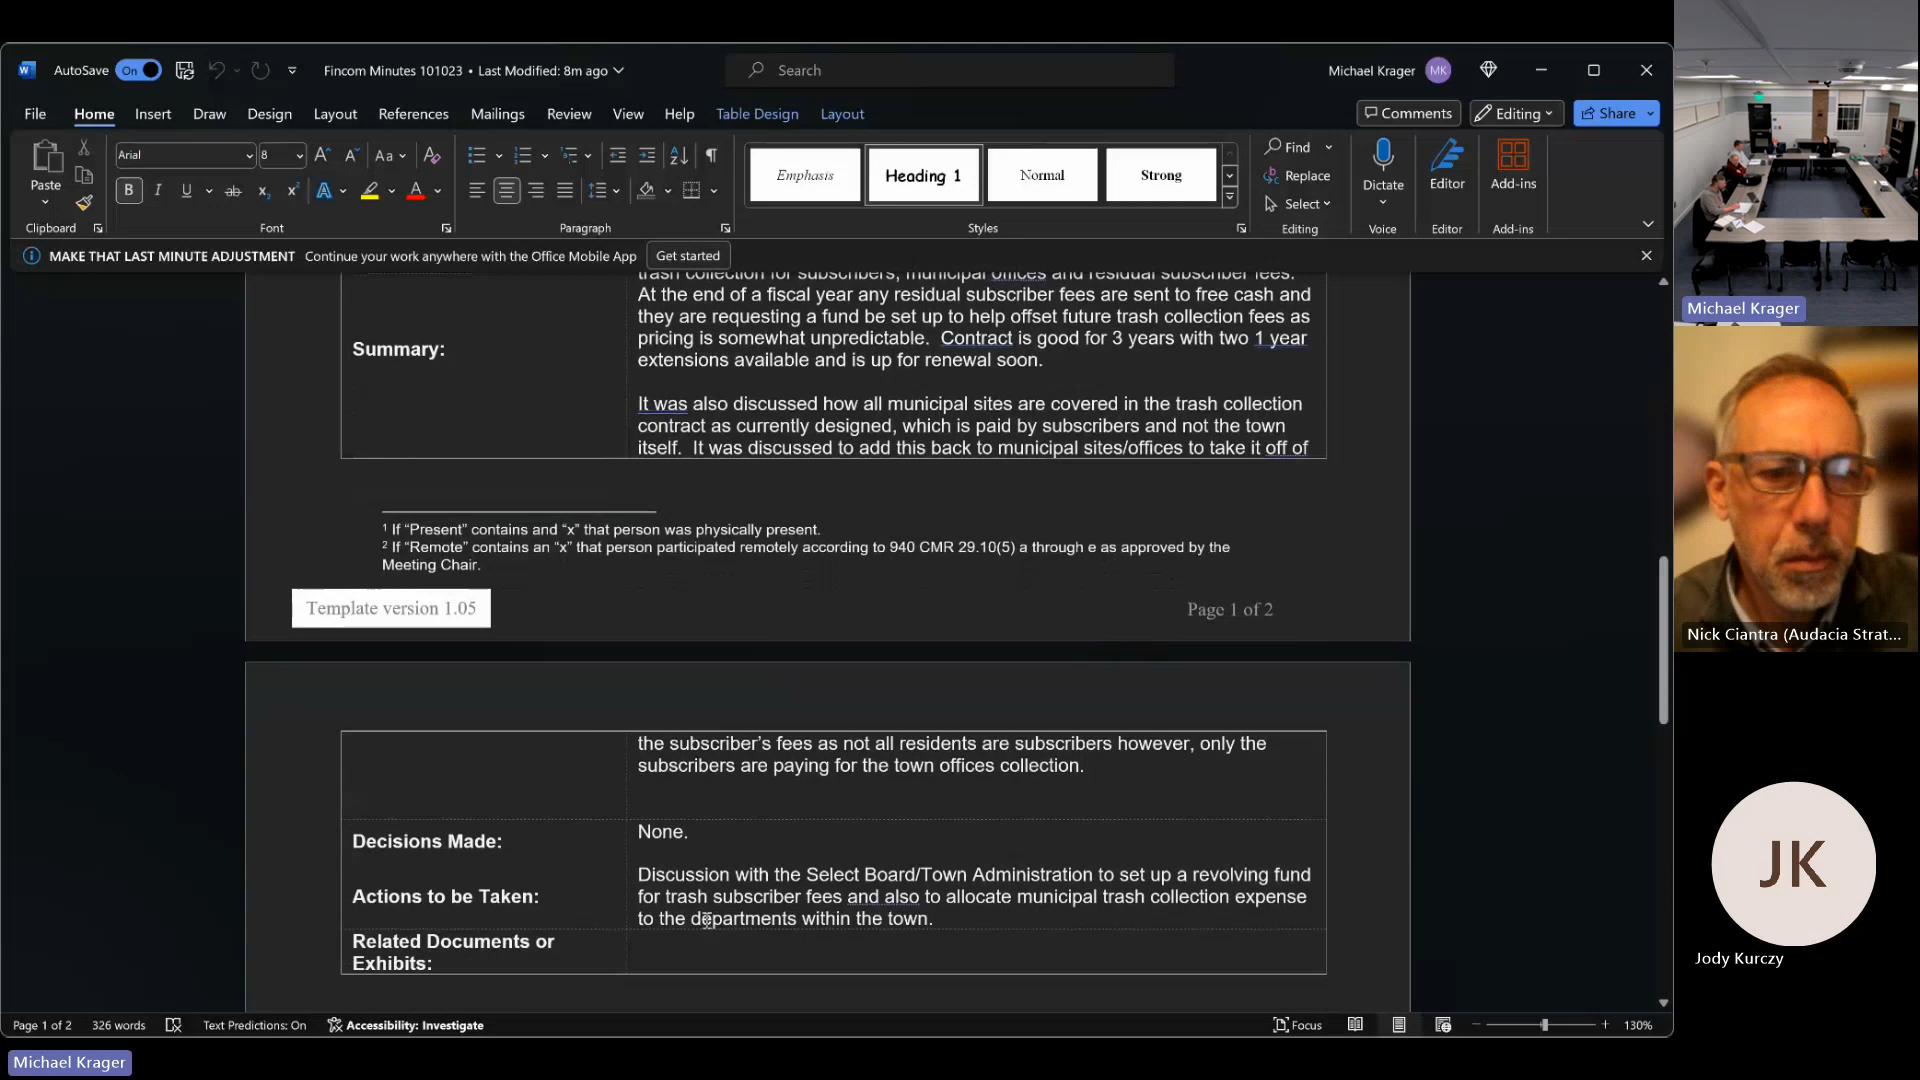 AutoSave On
Fincom Minutes 101023 • Last Modified: 8m ago
Search
Michael Krager MK
File Home Insert Draw Design Layout References Mailings Review View Help Table Design Layout
Comments Editing Share
Paste
Clipboard
Arial 8
Font
Paragraph
Emphasis Heading 1 Normal Strong
Styles
Find
Replace
Select
Editing
Dictate
Voice
Editor
Editor
Add-ins
Add-ins
MAKE THAT LAST MINUTE ADJUSTMENT Continue your work anywhere with the Office Mobile App Get started
trash collection for subscribers, municipal offices and residual subscriber fees.
At the end of a fiscal year any residual subscriber fees are sent to free cash and
they are requesting a fund be set up to help offset future trash collection fees as
pricing is somewhat unpredictable. Contract is good for 3 years with two 1 year
extensions available and is up for renewal soon.
Summary:
It was also discussed how all municipal sites are covered in the trash collection
contract as currently designed, which is paid by subscribers and not the town
itself. It was discussed to add this back to municipal sites/offices to take it off of
1 If “Present” contains and “x” that person was physically present.
2 If “Remote” contains an “x” that person participated remotely according to 940 CMR 29.10(5) a through e as approved by the
Meeting Chair.
Template version 1.05
Page 1 of 2
the subscriber’s fees as not all residents are subscribers however, only the
subscribers are paying for the town offices collection.
Decisions Made:
None.
Actions to be Taken:
Discussion with the Select Board/Town Administration to set up a revolving fund
for trash subscriber fees and also to allocate municipal trash collection expense
to the departments within the town.
Related Documents or
Exhibits:
Page 1 of 2 326 words Text Predictions: On Accessibility: Investigate
Focus 130%
Michael Krager
Michael Krager
Nick Ciantra (Audacia Strat...
JK
Jody Kurczy